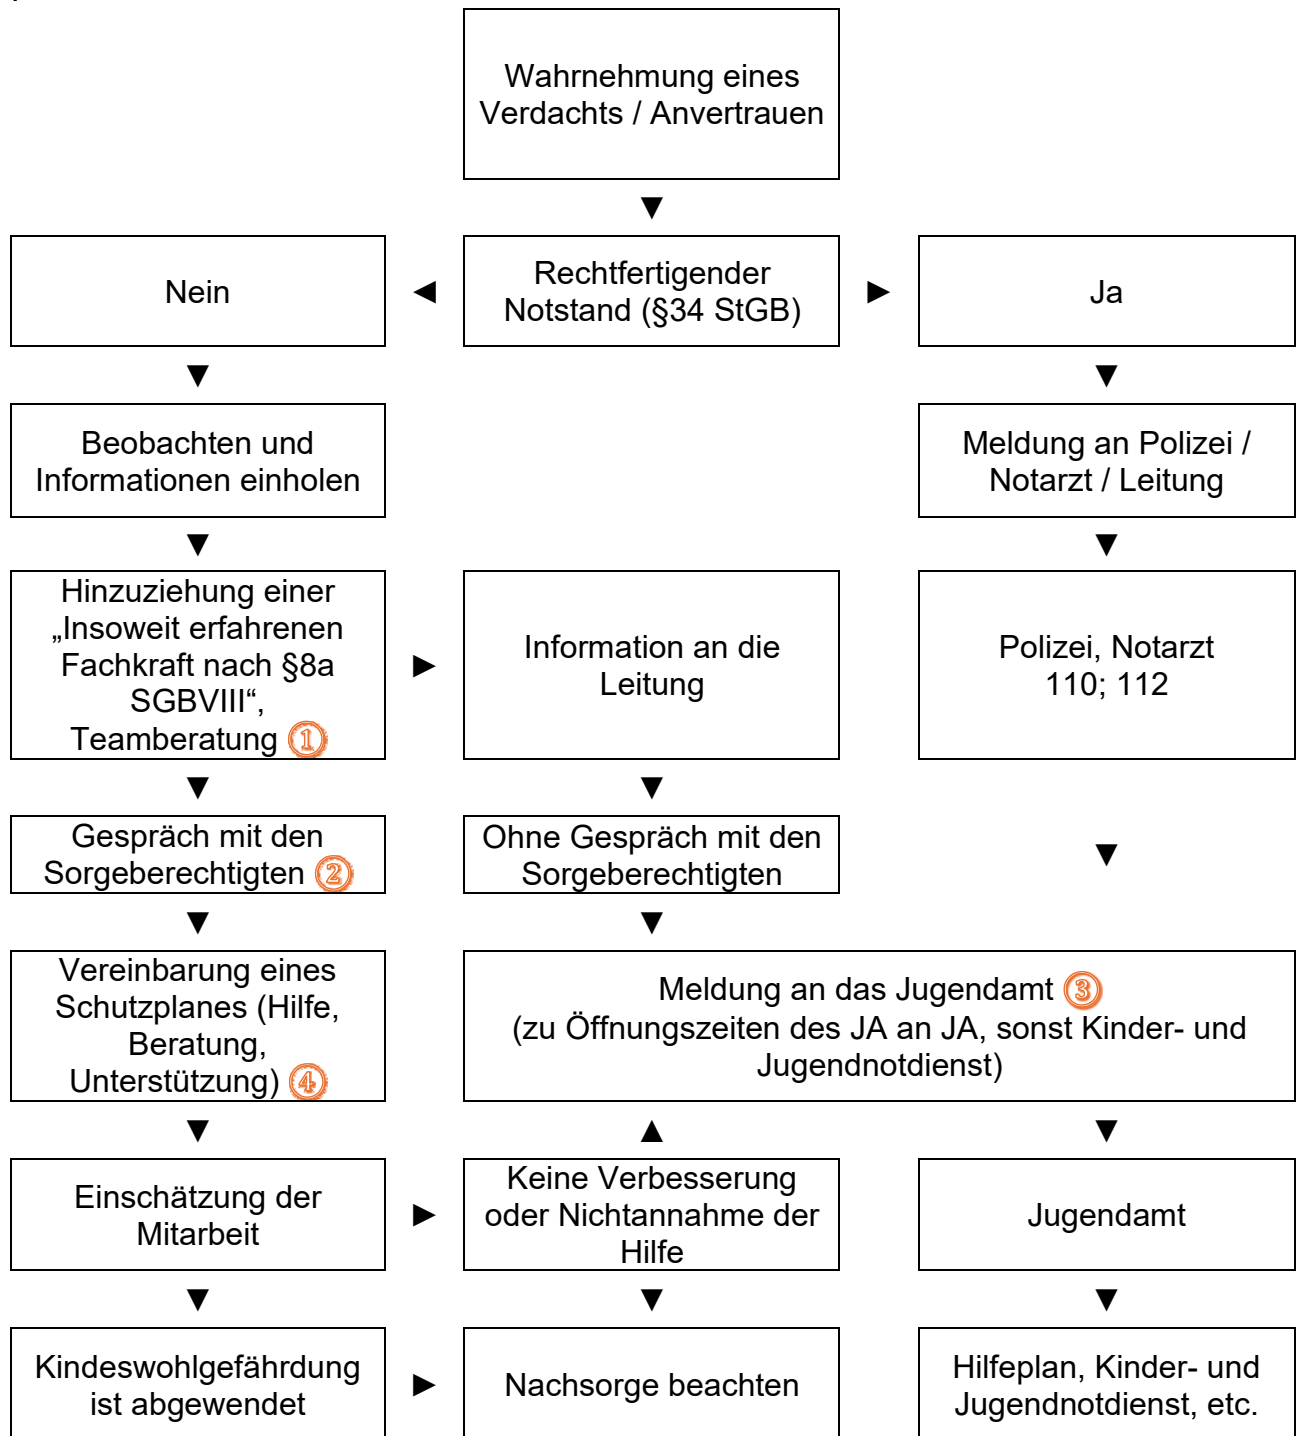 Wahrnehmung eines
Verdachts / Anvertrauen
▼
Nein
◄
Rechtfertigender
Notstand (§34 StGB)
►
Ja
▼
▼
Beobachten und
Informationen einholen
Meldung an Polizei /
Notarzt / Leitung
▼
▼
Hinzuziehung einer
„Insoweit erfahrenen
Fachkraft nach §8a
SGBVIII“,
Teamberatung ①
►
Information an die
Leitung
Polizei, Notarzt
110; 112
▼
▼
Gespräch mit den
Sorgeberechtigten ②
Ohne Gespräch mit den
Sorgeberechtigten
▼
▼
▼
Vereinbarung eines
Schutzplanes (Hilfe,
Beratung,
Unterstützung) ④
Meldung an das Jugendamt ③
(zu Öffnungszeiten des JA an JA, sonst Kinder- und
Jugendnotdienst)
▼
▲
▼
Einschätzung der
Mitarbeit
►
Keine Verbesserung
oder Nichtannahme der
Hilfe
Jugendamt
▼
▼
▼
Kindeswohlgefährdung
ist abgewendet
►
Nachsorge beachten
Hilfeplan, Kinder- und
Jugendnotdienst, etc.